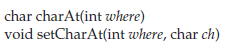 char charAt(int where)
void setCharAt(int where, char ch)